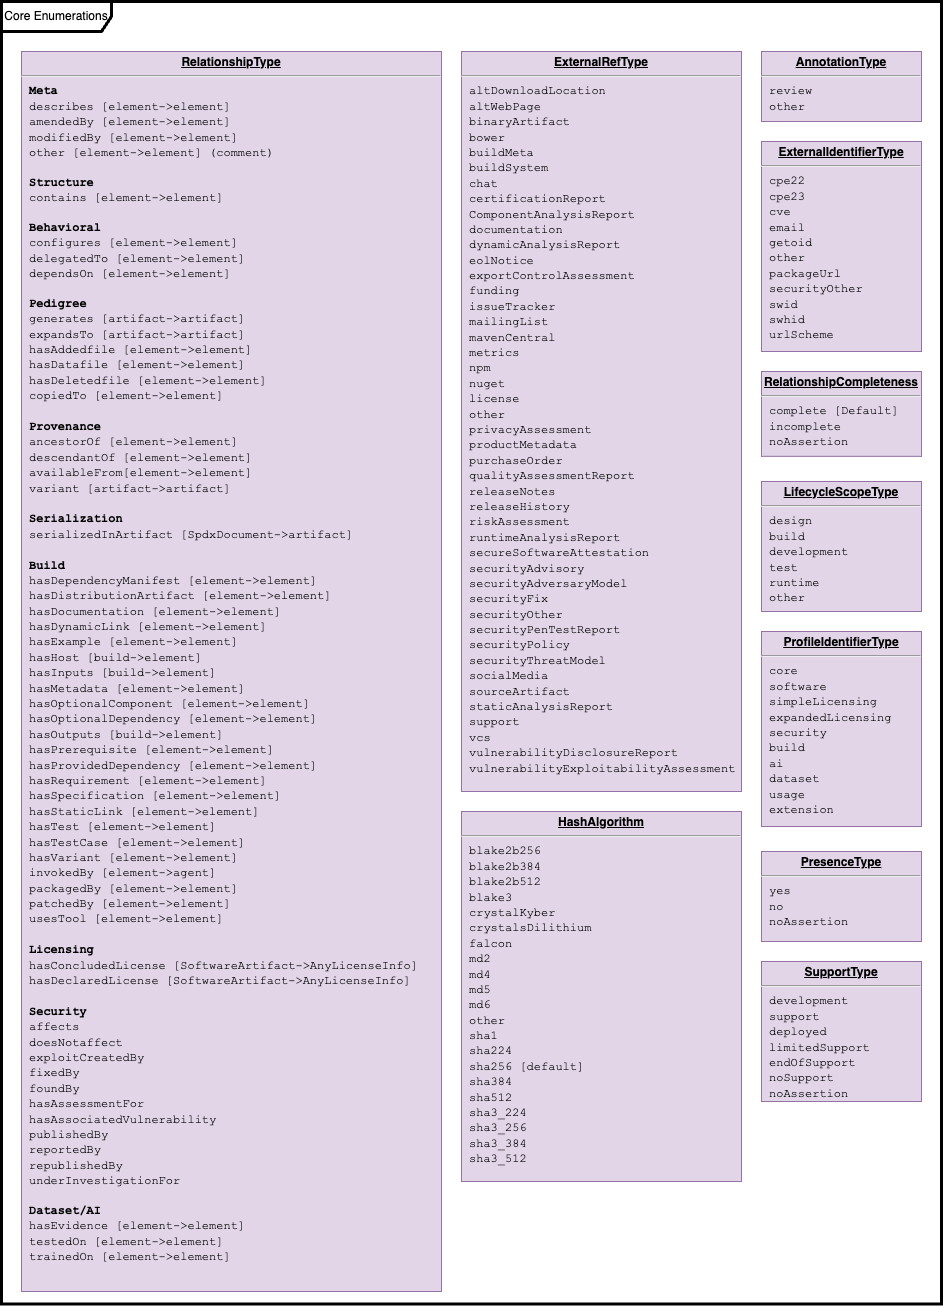 Core Enumerations
RelationshipType
Meta
describes [element->element]
amendedBy [element->element]
modifiedBy [element->element]
other [element->element] (comment)
Structure
contains [element->element]
Behavioral
configures [element->element]
delegatedTo [element->element]
dependsOn [element->element]
Pedigree
generates [artifact->artifact]
expandsTo [artifact->artifact]
hasAddedfile [element->element]
hasDatafile [element->element]
hasDeletedfile [element->element]
copiedTo [element->element]
Provenance
ancestorOf [element->element]
descendantOf [element->element]
availableFrom[element->element]
variant [artifact->artifact]
Serialization
serializedInArtifact [SpdxDocument->artifact]
Build
hasDependencyManifest [element->element]
hasDistributionArtifact [element->element]
hasDocumentation [element->element]
hasDynamicLink [element->element]
hasExample [element->element]
hasHost [build->element]
hasInputs [build->element]
hasMetadata [element->element]
hasOptionalComponent [element->element]
hasOptionalDependency [element->element]
hasOutputs [build->element]
hasPrerequisite [element->element]
hasProvidedDependency [element->element]
hasRequirement [element->element]
hasSpecification [element->element]
hasStaticLink [element->element]
hasTest [element->element]
hasTestCase [element->element]
hasVariant [element->element]
invokedBy [element->agent]
packagedBy [element->element]
patchedBy [element->element]
usesTool [element->element]
Licensing
hasConcludedLicense [SoftwareArtifact->AnyLicenseInfo]
hasDeclaredLicense [SoftwareArtifact->AnyLicenseInfo]
Security
affects
doesNotaffect
exploitCreatedBy
fixedBy
foundBy
hasAssessmentFor
hasAssociatedVulnerability
publishedBy
reportedBy
republishedBy
underInvestigationFor
Dataset/AI
hasEvidence [element->element]
testedOn [element->element]
trainedOn [element->element]
ExternalRefType
altDownloadLocation
altWebPage
binaryArtifact
bower
buildMeta
buildSystem
chat
certificationReport
ComponentAnalysisReport
documentation
dynamicAnalysisReport
eolNotice
exportControlAssessment
funding
issueTracker
mailingList
mavenCentral
metrics
npm
nuget
license
other
privacyAssessment
productMetadata
purchaseOrder
qualityAssessmentReport
releaseNotes
releaseHistory
riskAssessment
runtimeAnalysisReport
secureSoftwareAttestation
securityAdvisory
securityAdversaryModel
securityFix
securityOther
securityPenTestReport
securityPolicy
securityThreatModel
socialMedia
sourceArtifact
staticAnalysisReport
support
vcs
vulnerabilityDisclosureReport
vulnerabilityExploitabilityAssessment
HashAlgorithm
blake2b256
blake2b384
blake2b512
blake3
crystalKyber
crystalsDilithium
falcon
md2
md4
md5
md6
other
sha1
sha224
sha256 [default]
sha384
sha512
sha3_224
sha3_256
sha3_384
sha3_512
AnnotationType
review
other
ExternalIdentifierType
cpe22
cpe23
cve
email
getoid
other
packageUrl
securityOther
swid
swhid
urlScheme
RelationshipCompleteness
complete [Default]
incomplete
noAssertion
LifecycleScopeType
design
build
development
test
runtime
other
ProfileIdentifierType
core
software
simpleLicensing
expandedLicensing
security
build
ai
dataset
usage
extension
PresenceType
yes
no
noAssertion
SupportType
development
support
deployed
limitedSupport
endOfSupport
noSupport
noAssertion